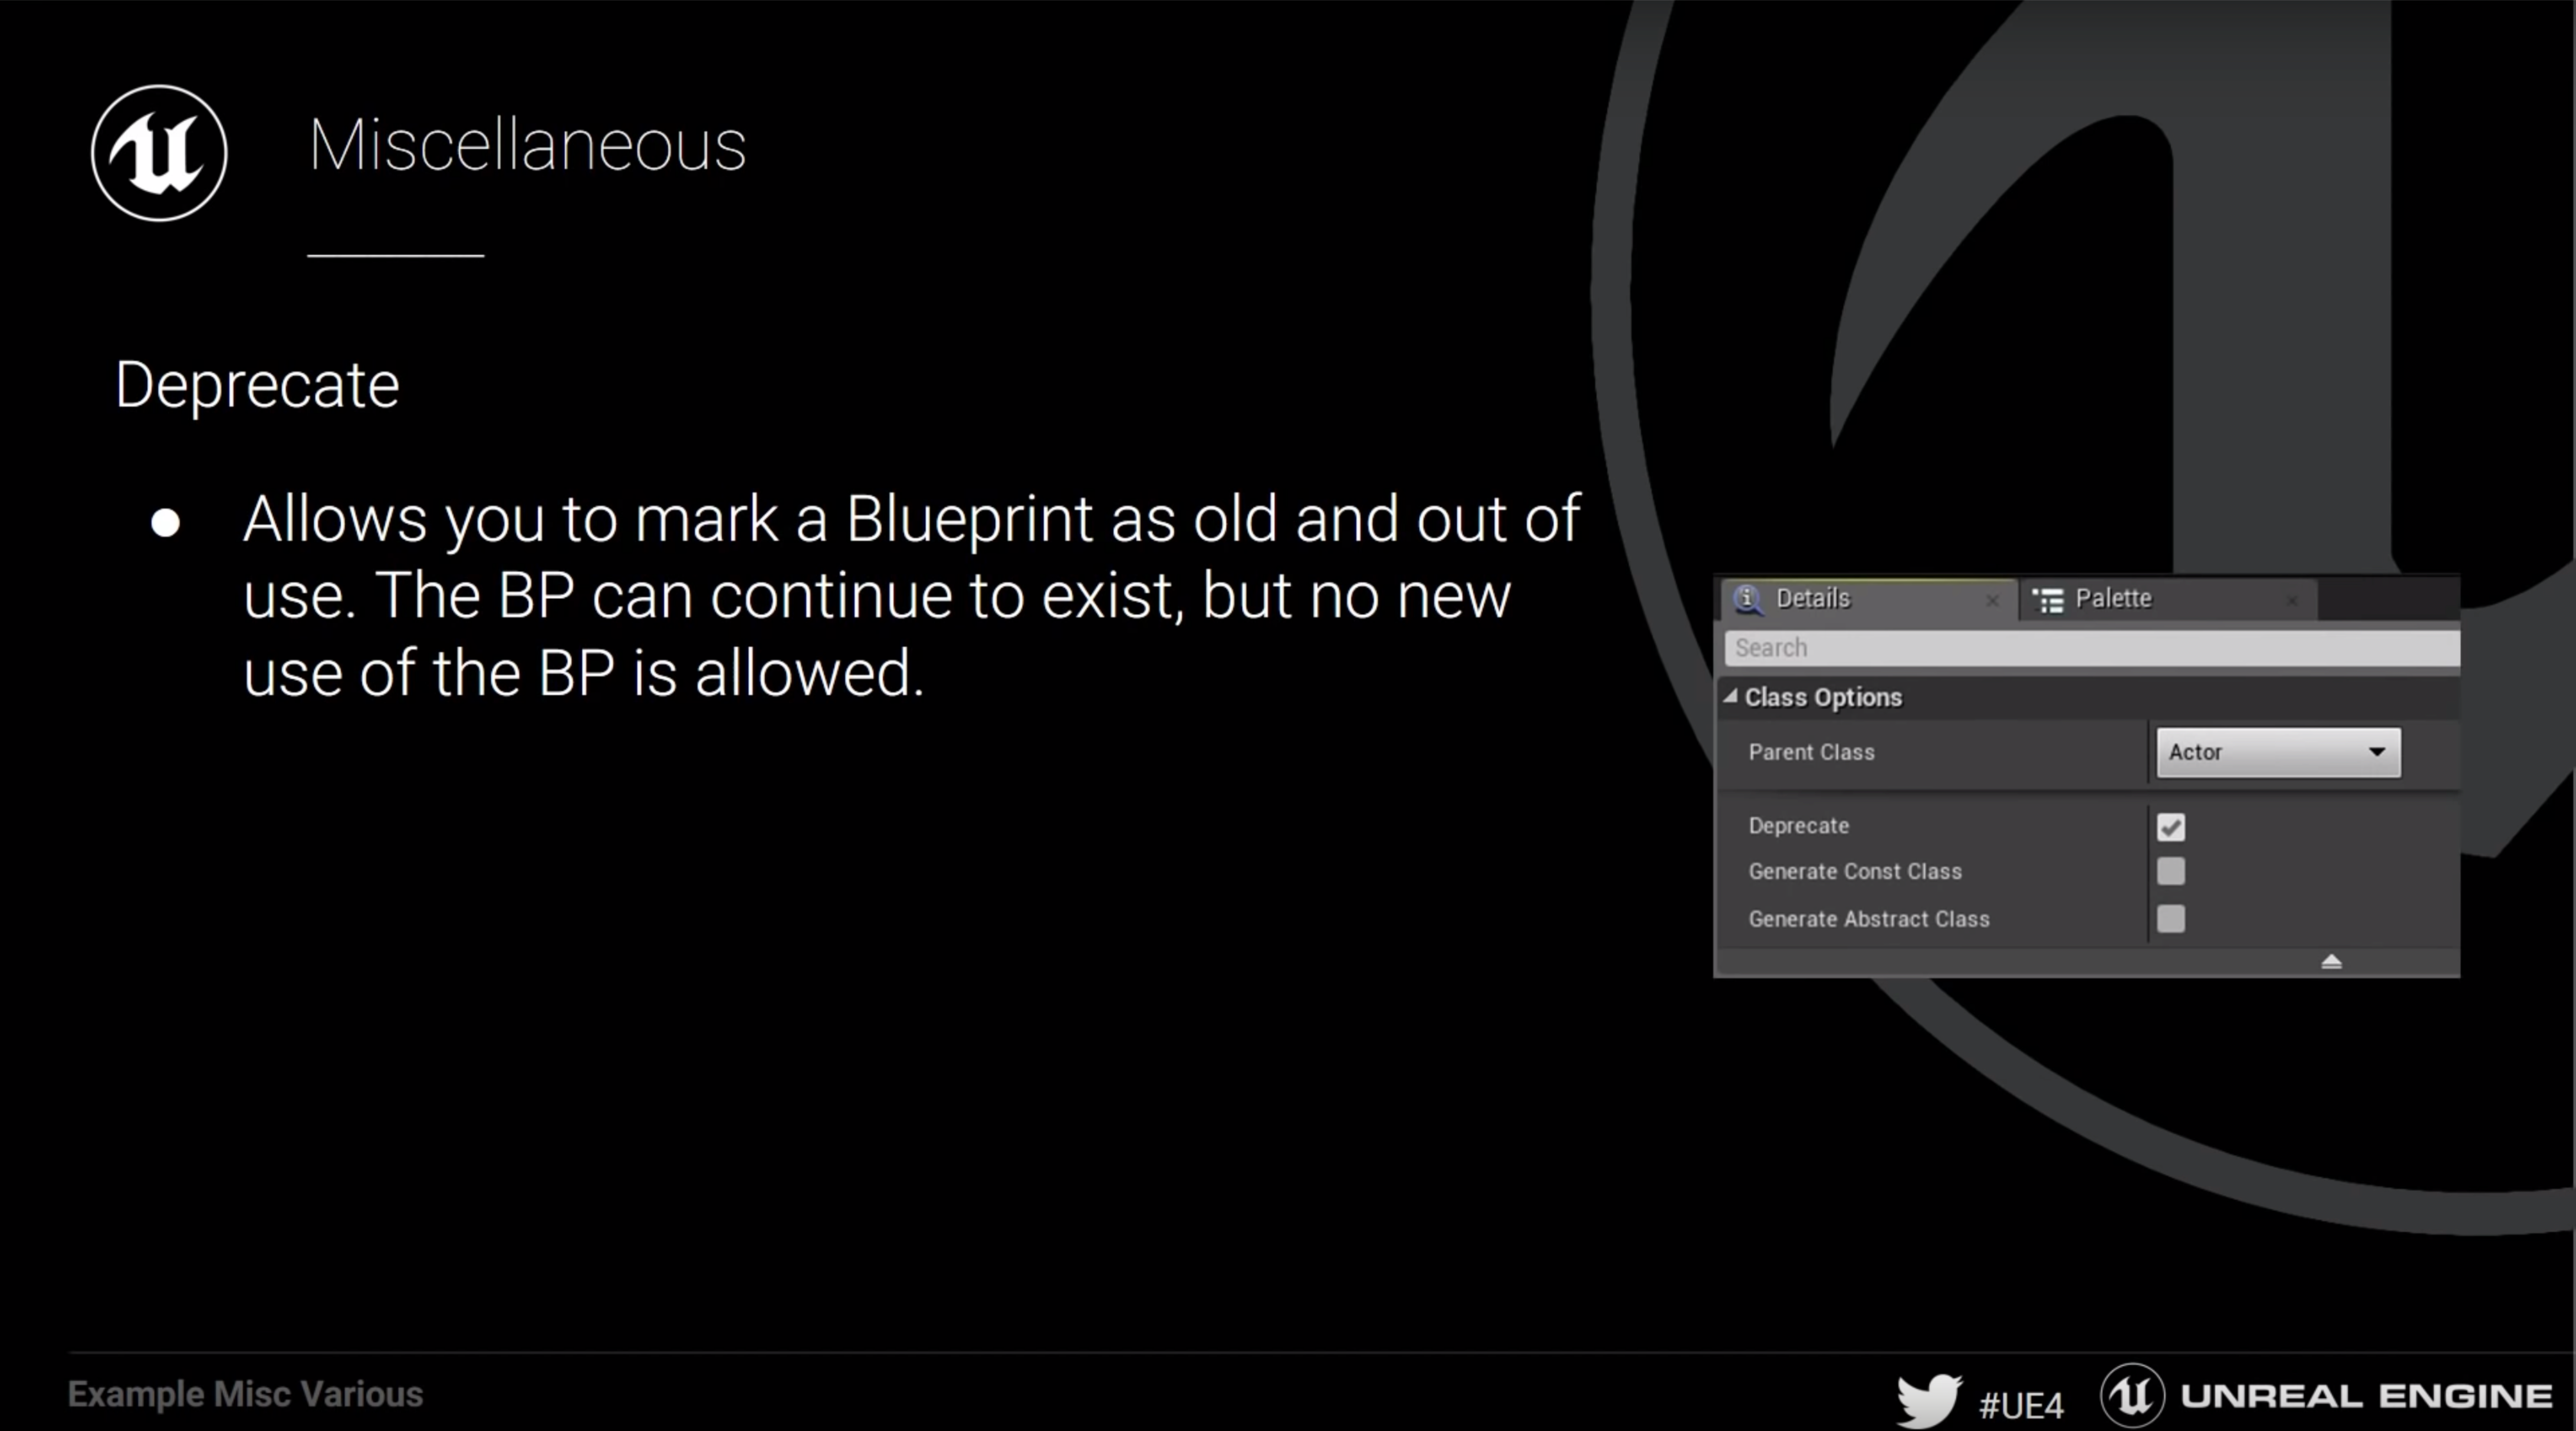 Miscellaneous
Deprecate
● Allows you to mark a Blueprint as old and out of
use. The BP can continue to exist, but no new
use of the BP is allowed.
Details
Palette
Search
Class Options
Parent Class
Actor
Deprecate
Generate Const Class
Generate Abstract Class
Example Misc Various
#UE4
UNREAL ENGINE